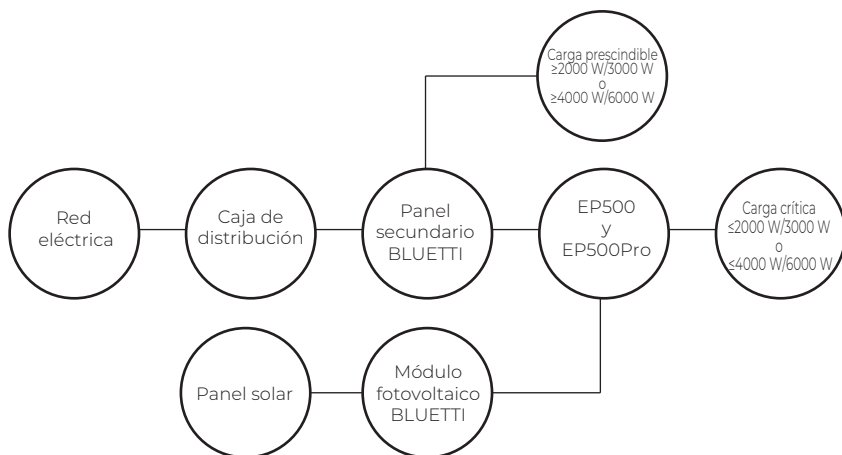 Carga prescindible
≥2000 W/3000 W
o
≥4000 W/6000 W
Red
eléctrica
Caja de
distribución
Panel
secundario
BLUETTI
EP500
y
EP500Pro
Carga crítica
≤2000 W/3000 W
o
≤4000 W/6000 W
Panel solar
Módulo
fotovoltaico
BLUETTI